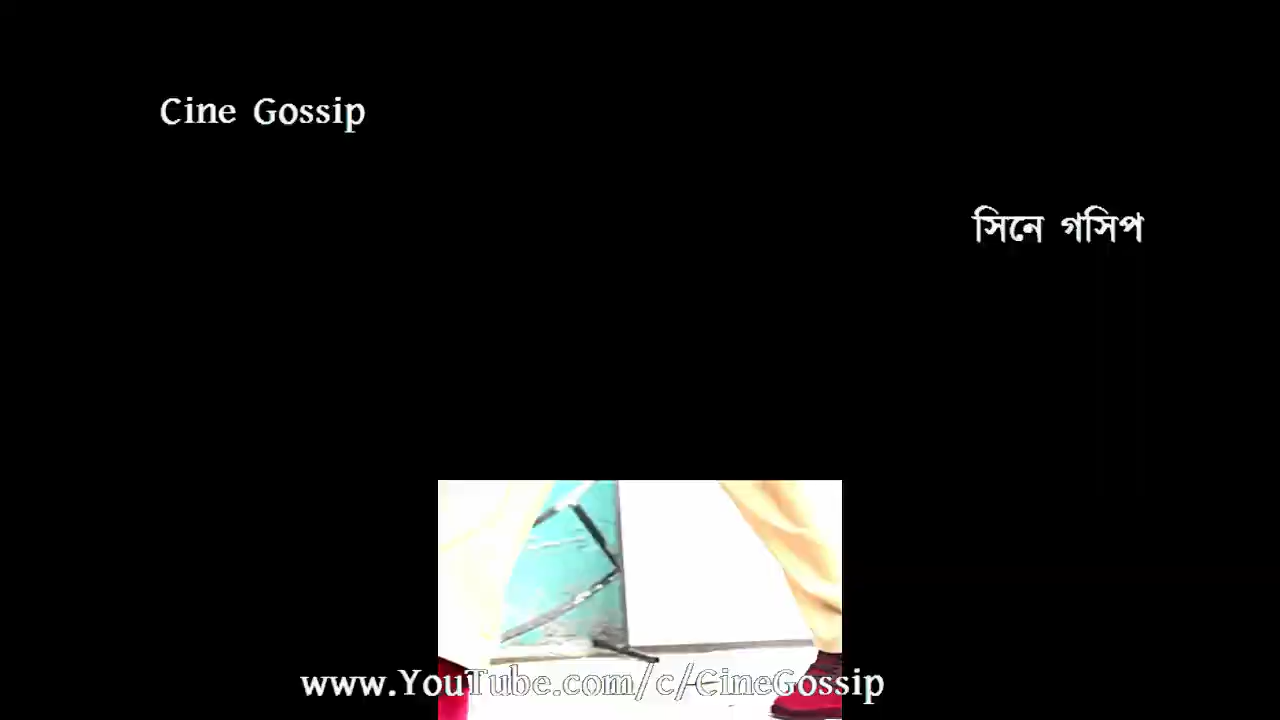 Cine Gossip
সিনে গসিপ
www.YouTube.com/c/CineGossip